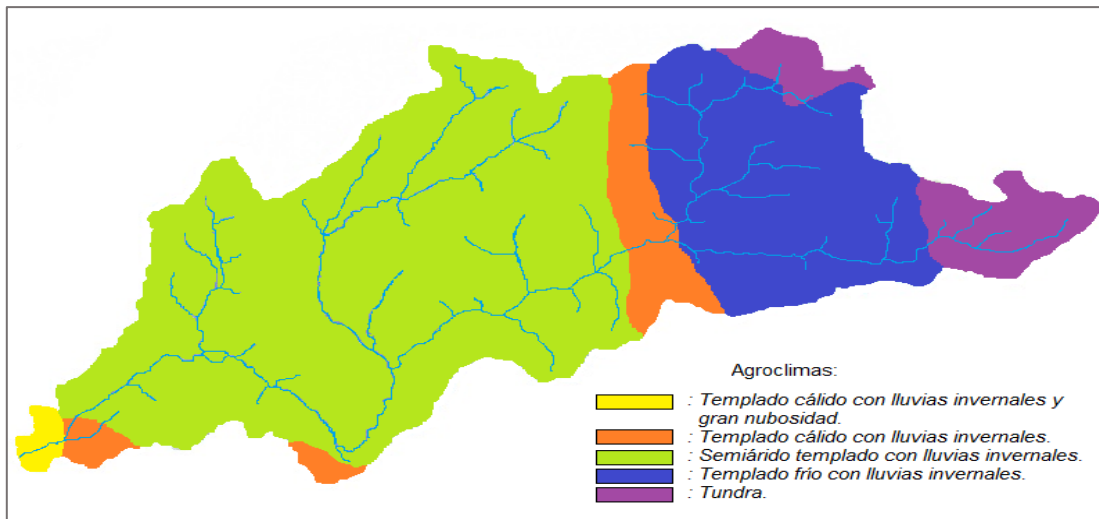 Agroclimas:
: Templado cálido con lluvias invernales y
gran nubosidad.
: Templado cálido con lluvias invernales.
: Semiárido templado con lluvias invernales.
: Templado frío con lluvias invernales.
: Tundra.